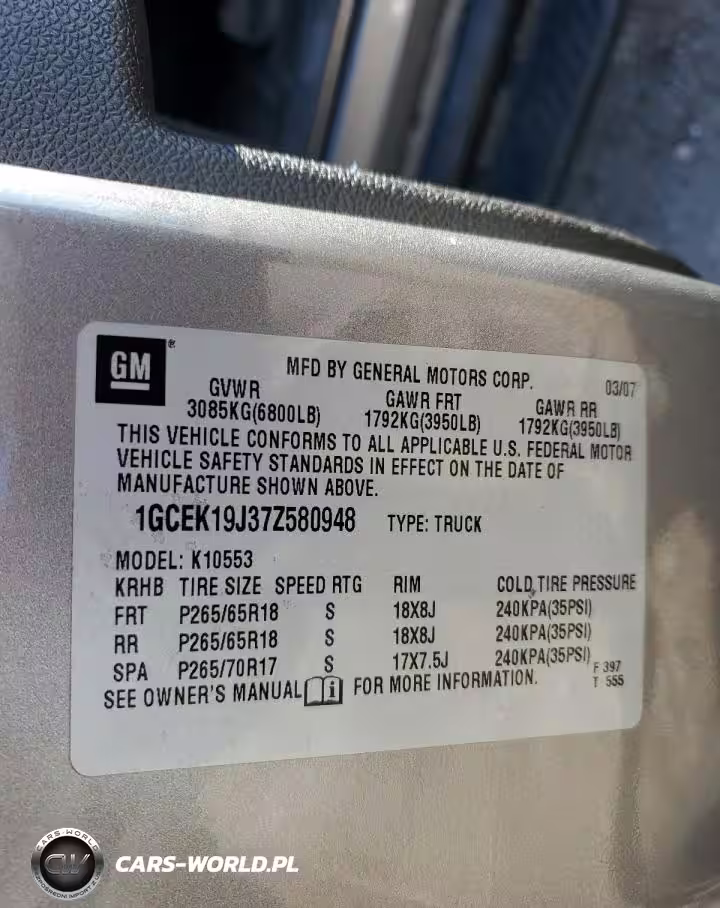 GM®
MFD BY GENERAL MOTORS CORP. 03/07
GVWR GAWR FRT GAWR RR
3085KG(6800LB) 1792KG(3950LB) 1792KG(3950LB)
THIS VEHICLE CONFORMS TO ALL APPLICABLE U.S. FEDERAL MOTOR
VEHICLE SAFETY STANDARDS IN EFFECT ON THE DATE OF
MANUFACTURE SHOWN ABOVE.
1GCEK19J37Z580948 TYPE: TRUCK
MODEL: K10553
KRHB TIRE SIZE SPEED RTG RIM COLD TIRE PRESSURE
FRT P265/65R18 S 18X8J 240KPA(35PSI)
RR P265/65R18 S 18X8J 240KPA(35PSI)
SPA P265/70R17 S 17X7.5J 240KPA(35PSI)
F 397
T 555
SEE OWNER'S MANUAL i FOR MORE INFORMATION.
CARS-WORLD
CW
CARS-WORLD.PL